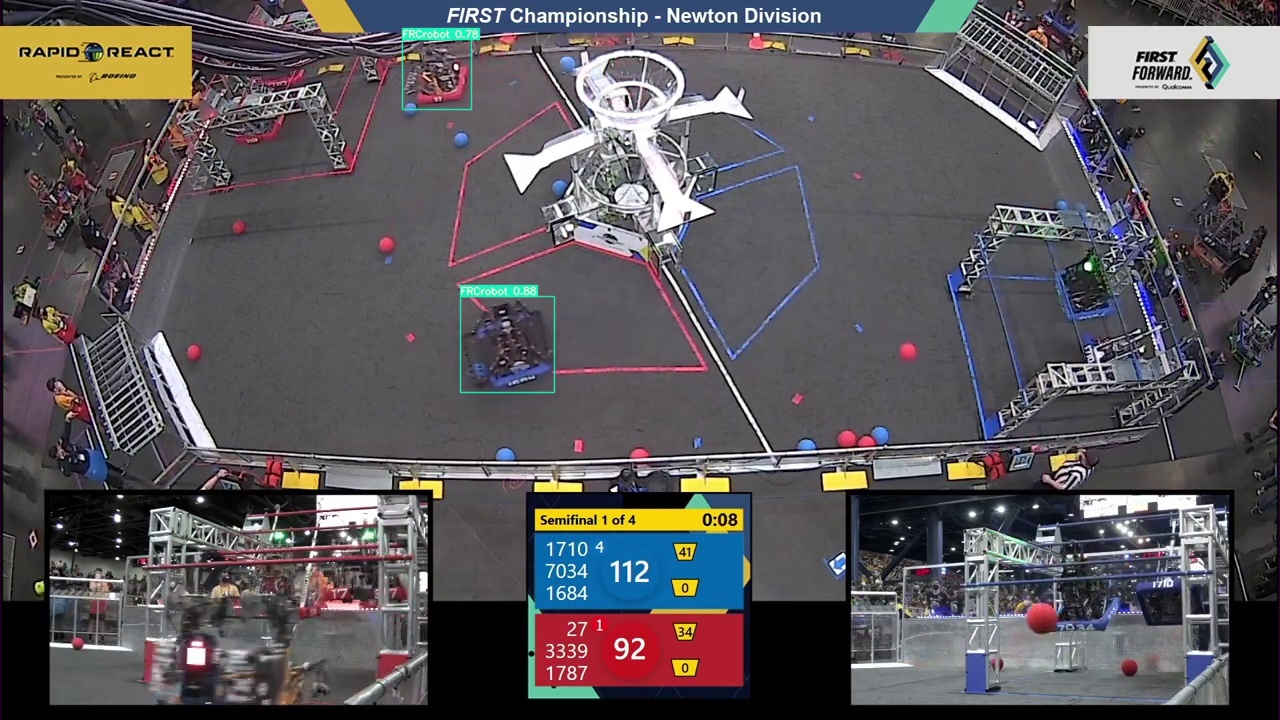 FIRST Championship - Newton Division
RAPID REACT
PRESENTED BY BOEING
FIRST
FORWARD.
PRESENTED BY Qualcomm
FRCrobot 0.78
FRCrobot 0.88
Semifinal 1 of 4 0:08
1710 4 112 41
7034
1684 0
27 1 92 34
3339
1787 0
7034
1710